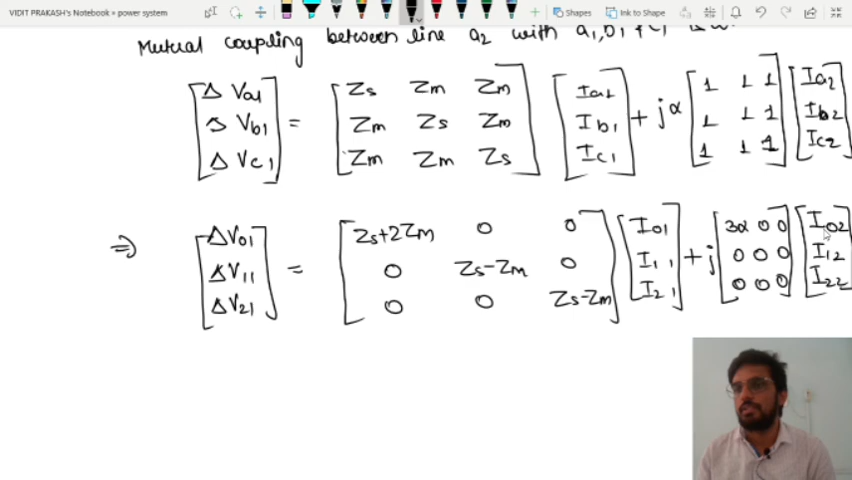 VIDIT PRAKASH's Notebook » power system
Shapes Ink to Shape
Mutual coupling between line a2 with a1, b1 & c1 is
[ΔVa1 ΔVb1 ΔVc1] = [Zs Zm Zm; Zm Zs Zm; Zm Zm Zs] [Ia1 Ib1 Ic1] + jα [1 1 1; 1 1 1; 1 1 1] [Ia2 Ib2 Ic2]
⇒ [ΔV01 ΔV11 ΔV21] = [Zs+2Zm 0 0; 0 Zs-Zm 0; 0 0 Zs-Zm] [I01 I11 I21] + j [3α 0 0; 0 0 0; 0 0 0] [I02 I12 I22]